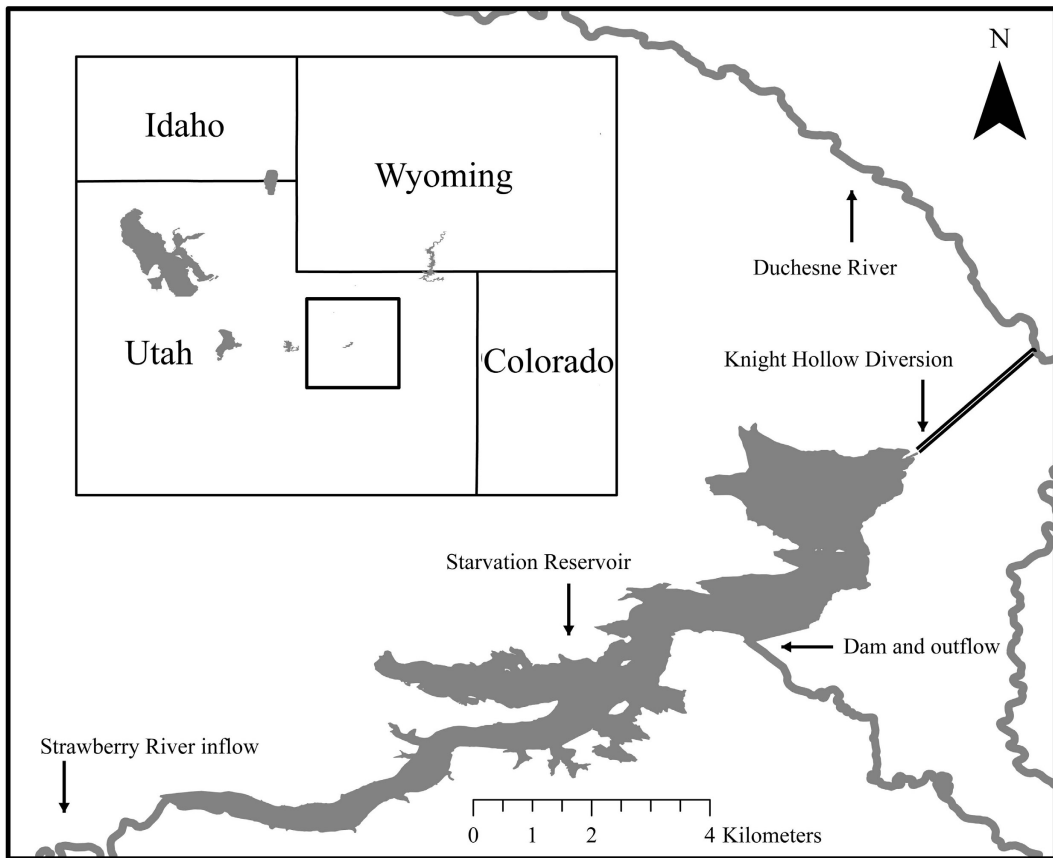 N
Idaho
Wyoming
Utah
Colorado
Duchesne River
Knight Hollow Diversion
Starvation Reservoir
Dam and outflow
Strawberry River inflow
0 1 2 4 Kilometers